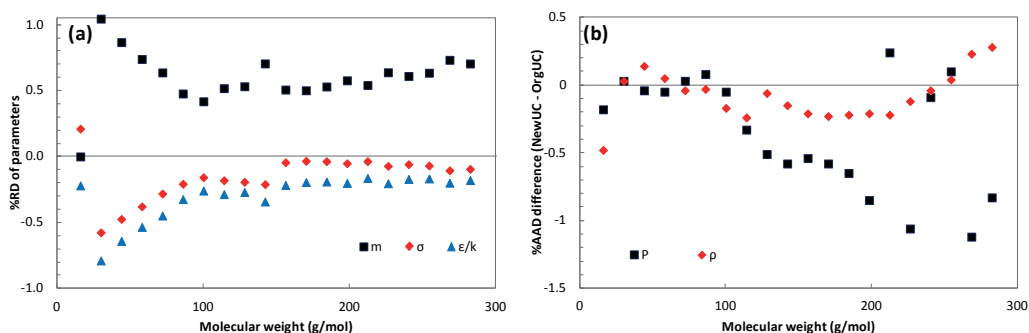 (a)
%RD of parameters
1.0
0.5
0.0
-0.5
-1.0
m σ ε/k
0 100 200 300
Molecular weight (g/mol)
(b)
%AAD difference (NewUC - OrgUC)
0.5
0
-0.5
-1
-1.5
P ρ
0 100 200 300
Molecular weight (g/mol)